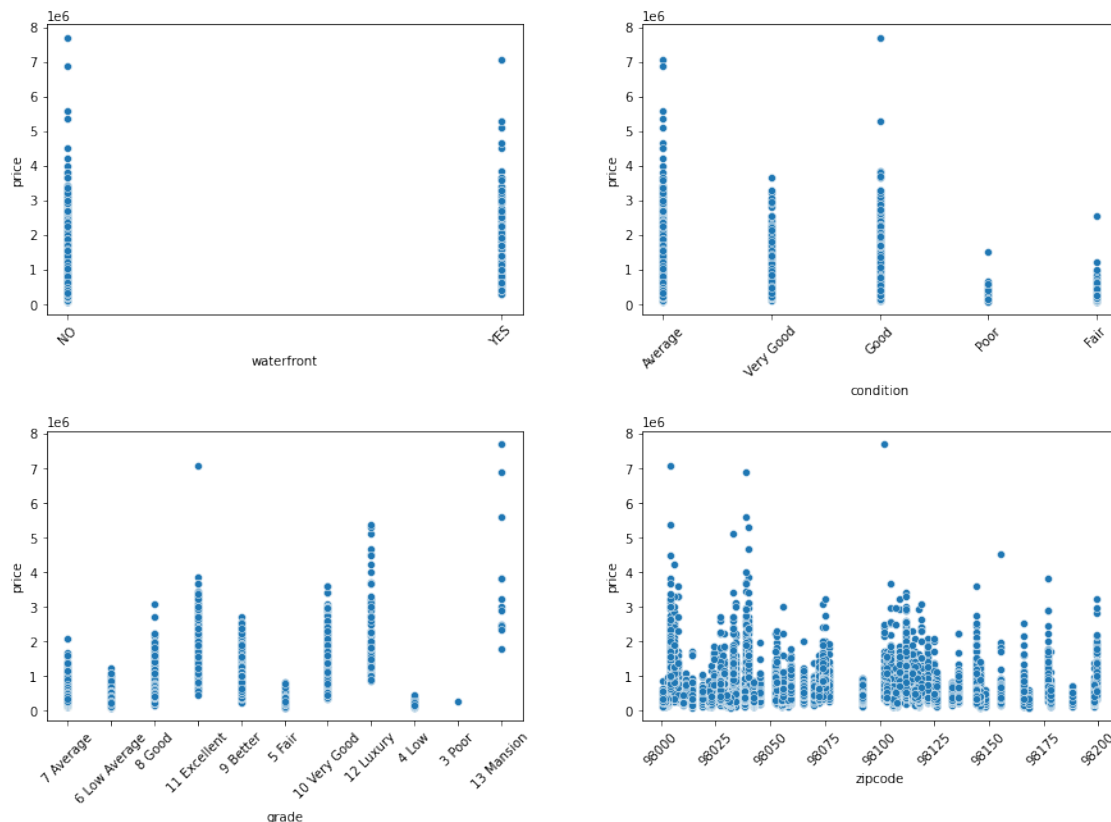 1e6
8
7
6
5
4
3
2
1
0
price
NO
YES
waterfront
1e6
8
7
6
5
4
3
2
1
0
price
Average
Very Good
Good
Poor
Fair
condition
1e6
8
7
6
5
4
3
2
1
0
price
7 Average
6 Low Average
8 Good
11 Excellent
9 Better
5 Fair
10 Very Good
12 Luxury
4 Low
3 Poor
13 Mansion
grade
1e6
8
7
6
5
4
3
2
1
0
price
98000
98025
98050
98075
98100
98125
98150
98175
98200
zipcode